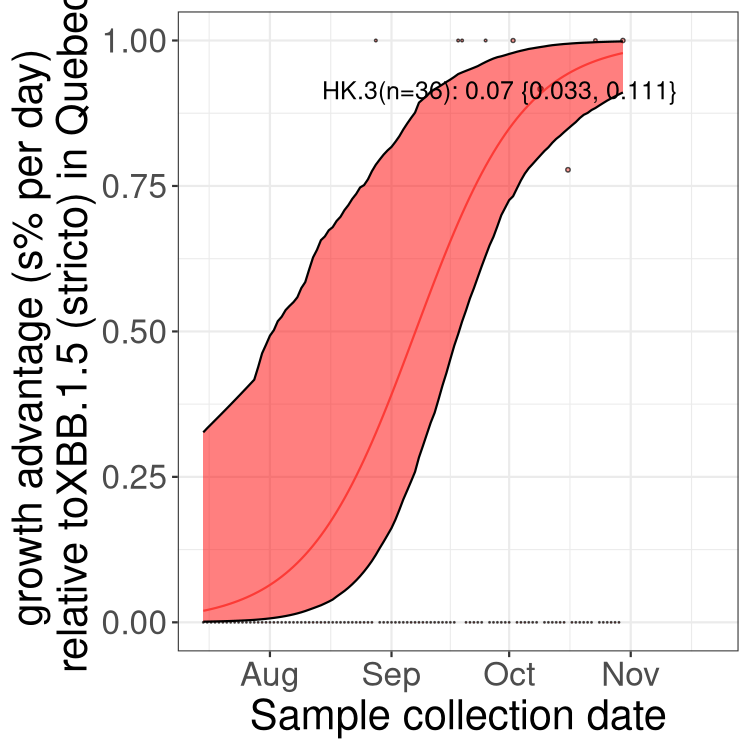 growth advantage (s% per day)
relative toXBB.1.5 (stricto) in Quebec
1.00
0.75
0.50
0.25
0.00
HK.3(n=36): 0.07 {0.033, 0.111}
Aug Sep Oct Nov
Sample collection date